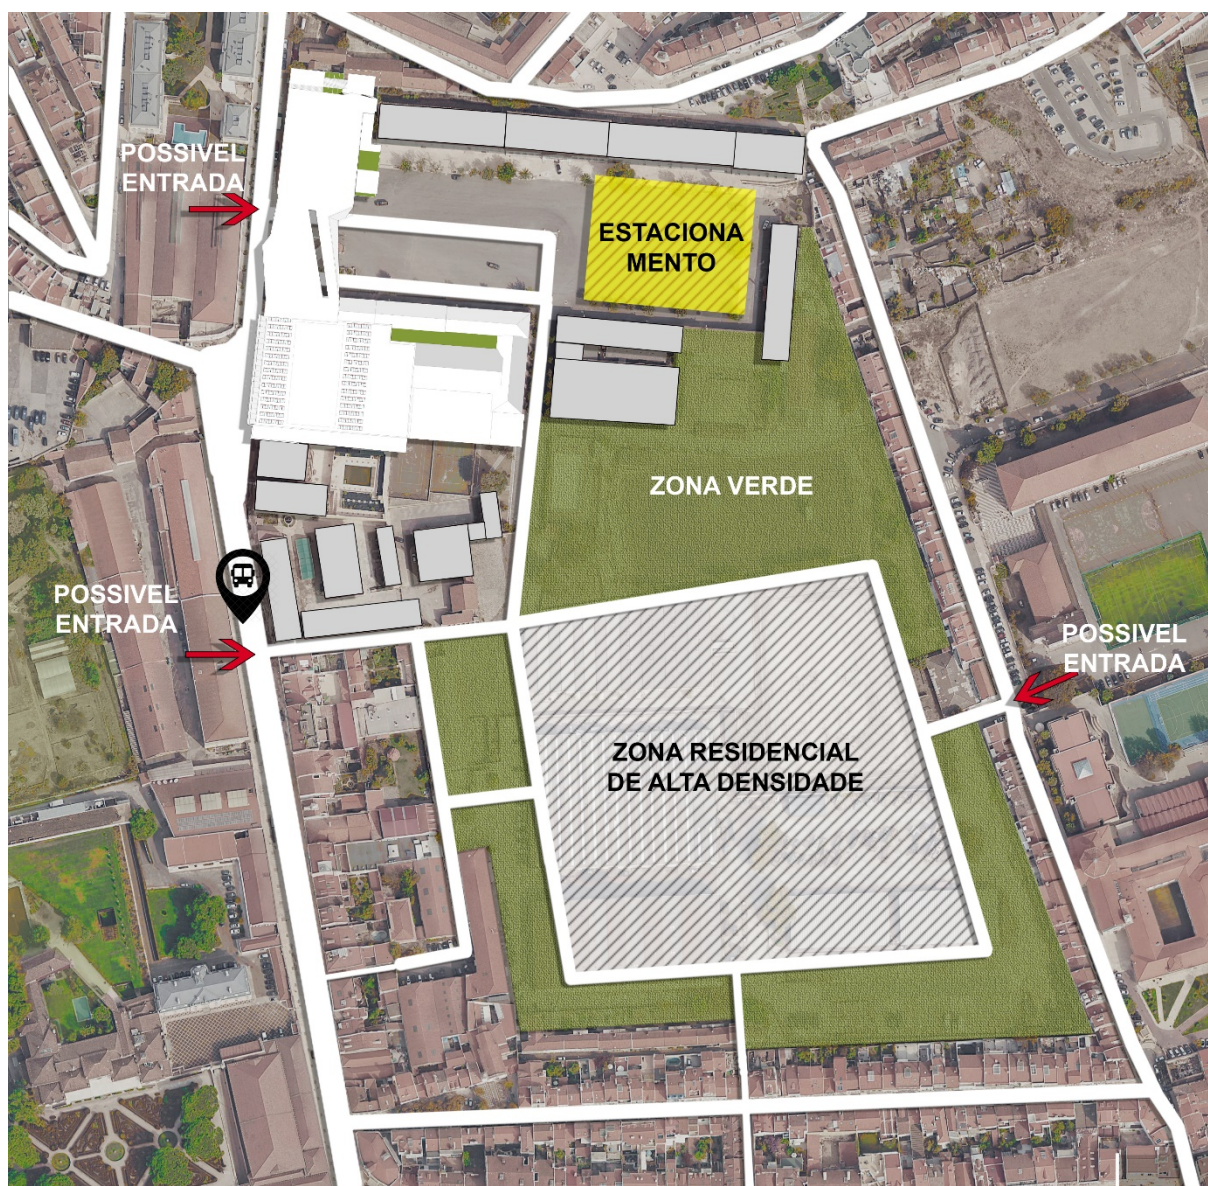 POSSIVEL
ENTRADA
ESTACIONA
MENTO
ZONA VERDE
POSSIVEL
ENTRADA
POSSIVEL
ENTRADA
ZONA RESIDENCIAL
DE ALTA DENSIDADE